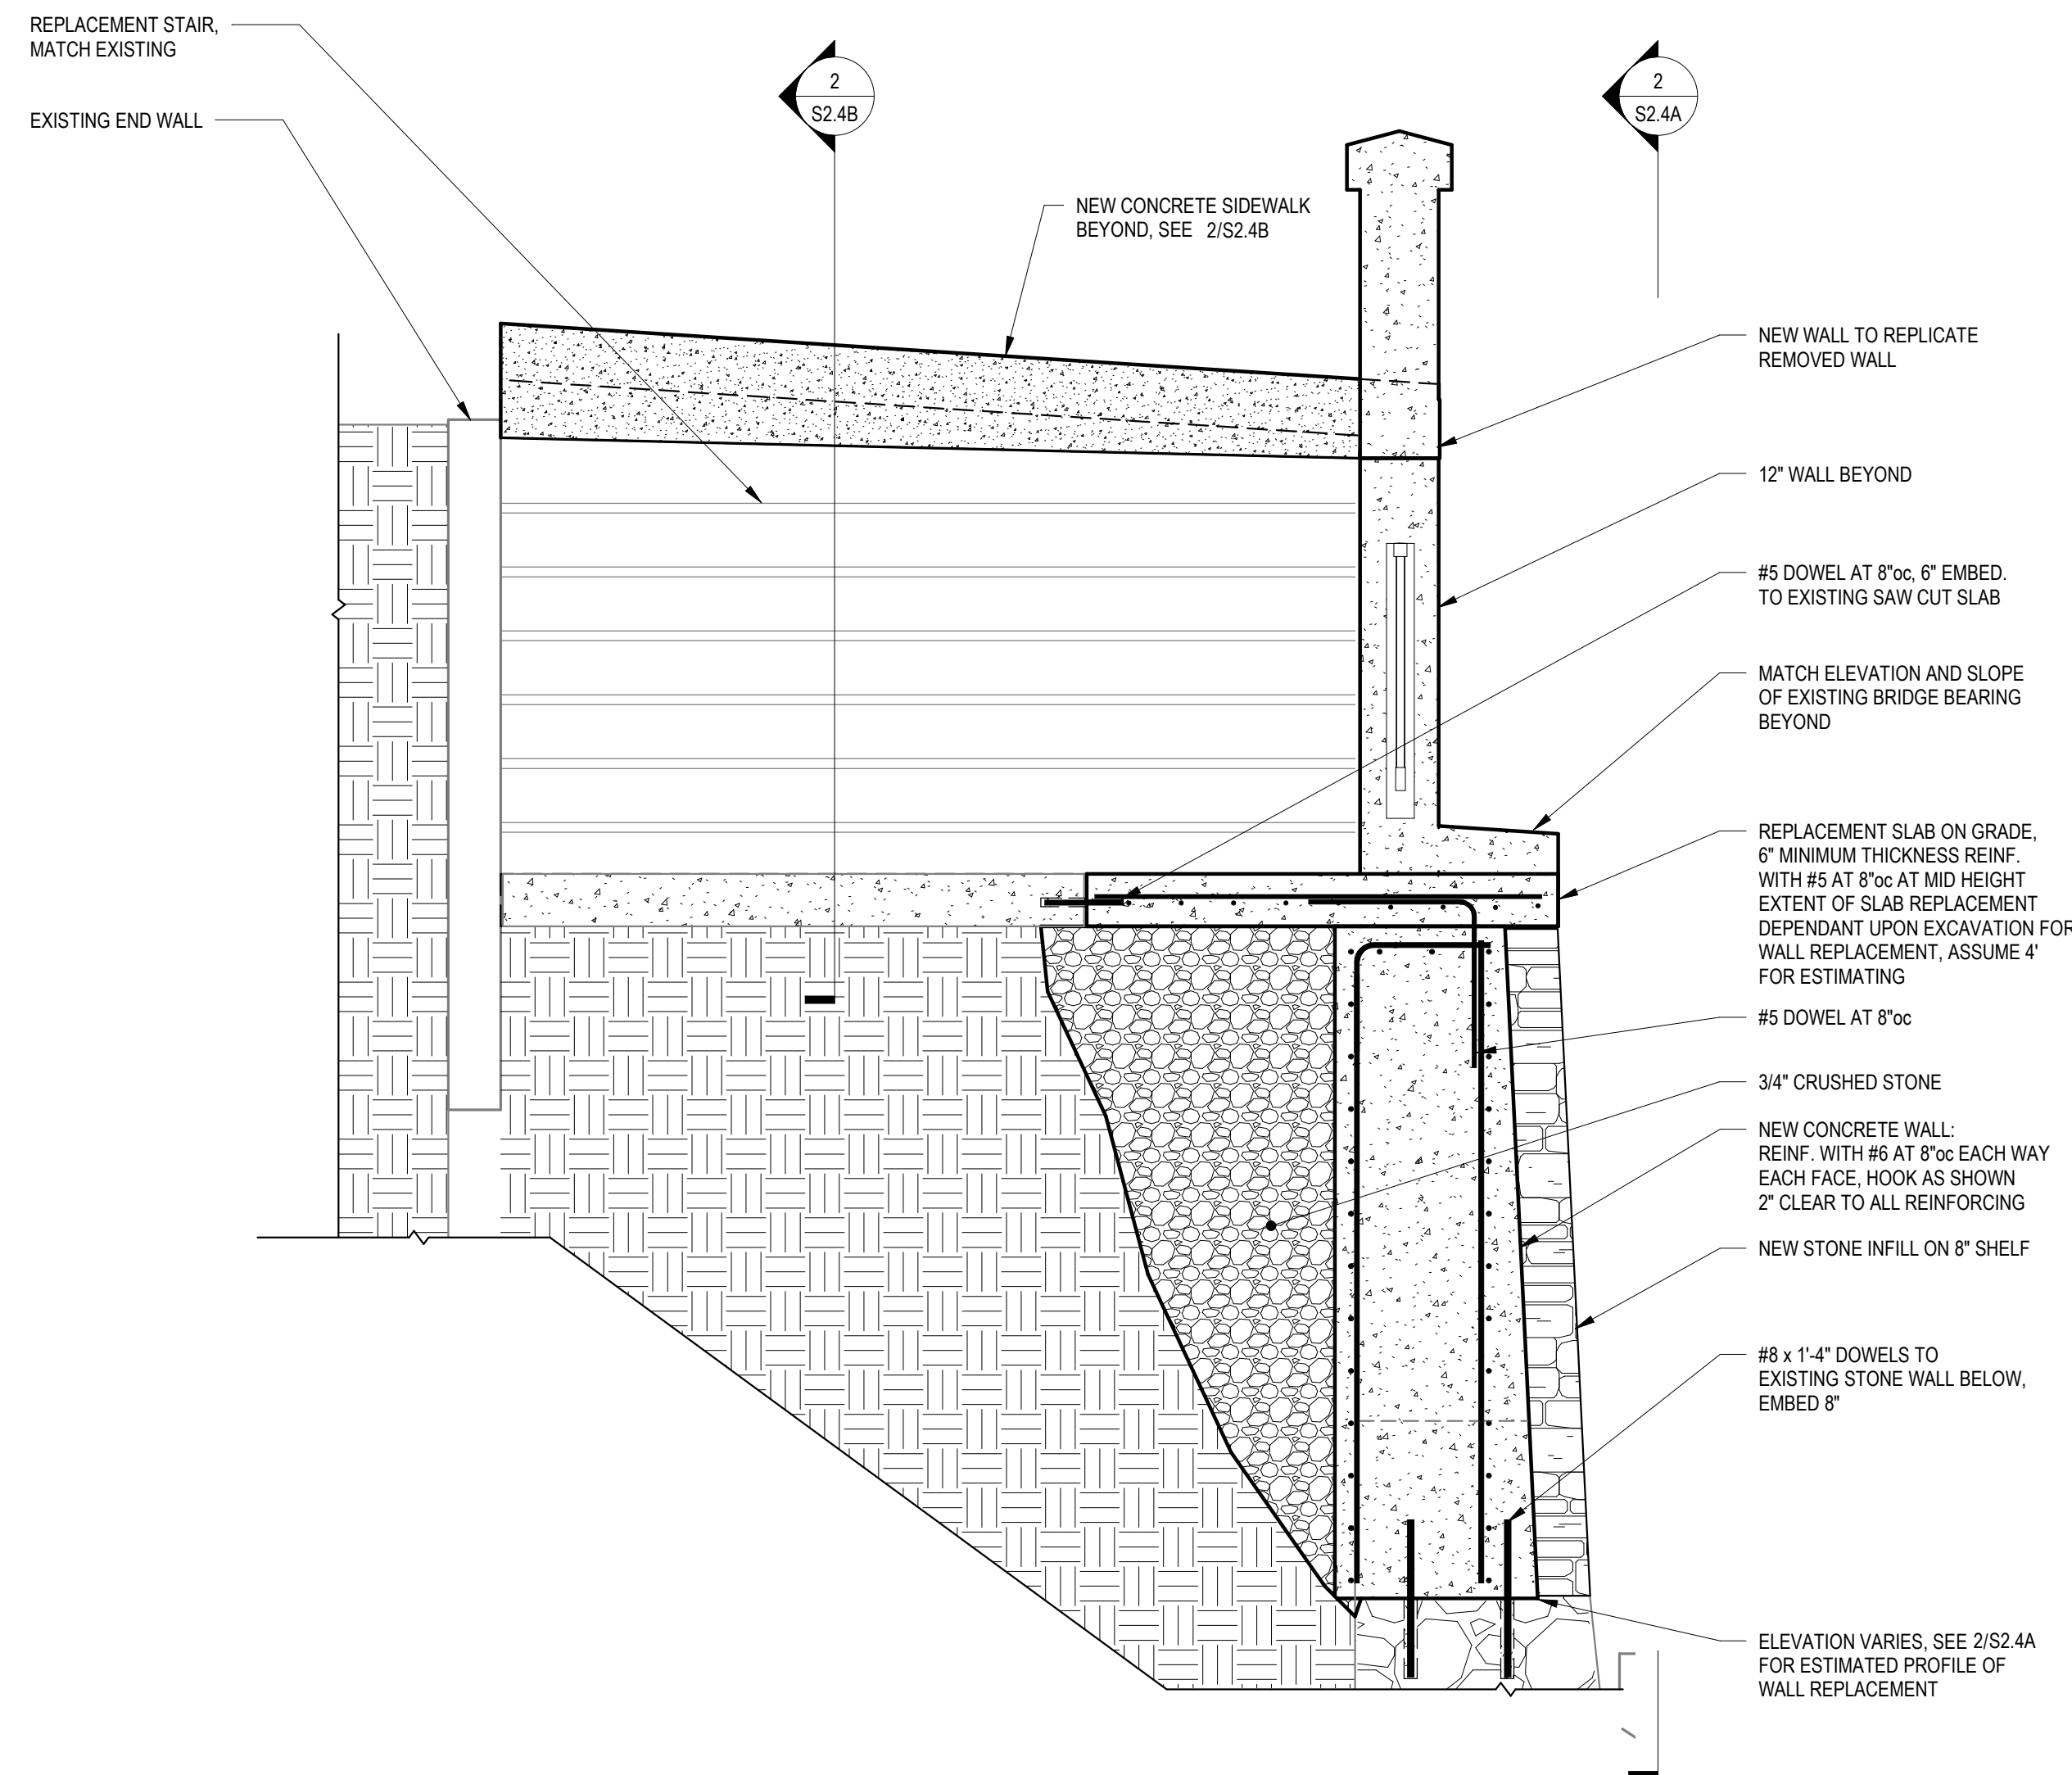 REPLACEMENT STAIR,
MATCH EXISTING
EXISTING END WALL
2
S2.4B
2
S2.4A
NEW CONCRETE SIDEWALK
BEYOND, SEE 2/S2.4B
NEW WALL TO REPLICATE
REMOVED WALL
12" WALL BEYOND
#5 DOWEL AT 8"oc, 6" EMBED.
TO EXISTING SAW CUT SLAB
MATCH ELEVATION AND SLOPE
OF EXISTING BRIDGE BEARING
BEYOND
REPLACEMENT SLAB ON GRADE,
6" MINIMUM THICKNESS REINF.
WITH #5 AT 8"oc AT MID HEIGHT
EXTENT OF SLAB REPLACEMENT
DEPENDANT UPON EXCAVATION FOR
WALL REPLACEMENT, ASSUME 4'
FOR ESTIMATING
#5 DOWEL AT 8"oc
3/4" CRUSHED STONE
NEW CONCRETE WALL:
REINF. WITH #6 AT 8"oc EACH WAY
EACH FACE, HOOK AS SHOWN
2" CLEAR TO ALL REINFORCING
NEW STONE INFILL ON 8" SHELF
#8 x 1'-4" DOWELS TO
EXISTING STONE WALL BELOW,
EMBED 8"
ELEVATION VARIES, SEE 2/S2.4A
FOR ESTIMATED PROFILE OF
WALL REPLACEMENT